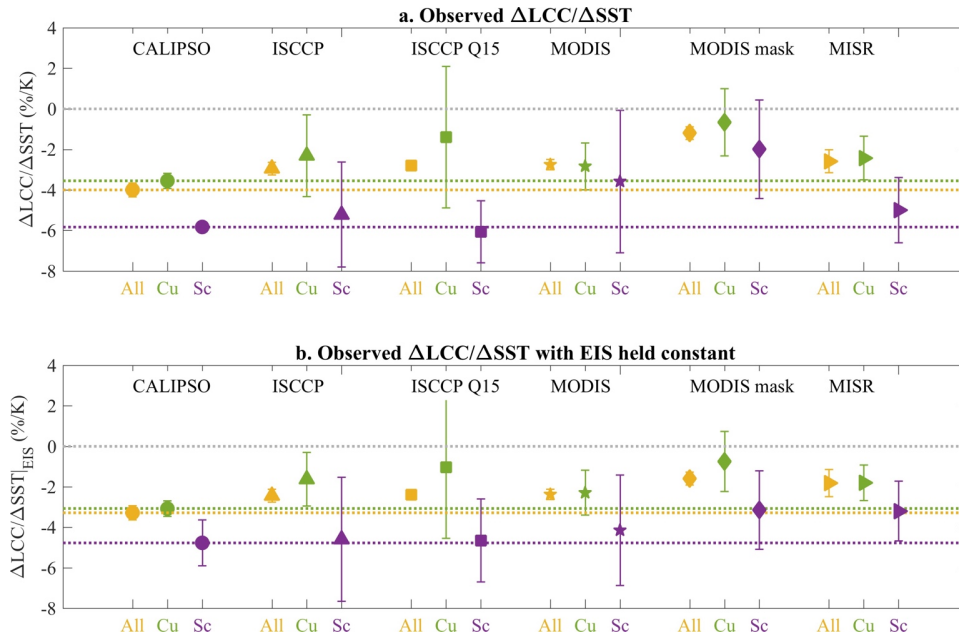 a. Observed ΔLCC/ΔSST
ΔLCC/ΔSST (%/K)
4
2
0
-2
-4
-6
-8
CALIPSO ISCCP ISCCP Q15 MODIS MODIS mask MISR
All Cu Sc All Cu Sc All Cu Sc All Cu Sc All Cu Sc All Cu Sc
b. Observed ΔLCC/ΔSST with EIS held constant
ΔLCC/ΔSST|EIS (%/K)
4
2
0
-2
-4
-6
-8
CALIPSO ISCCP ISCCP Q15 MODIS MODIS mask MISR
All Cu Sc All Cu Sc All Cu Sc All Cu Sc All Cu Sc All Cu Sc